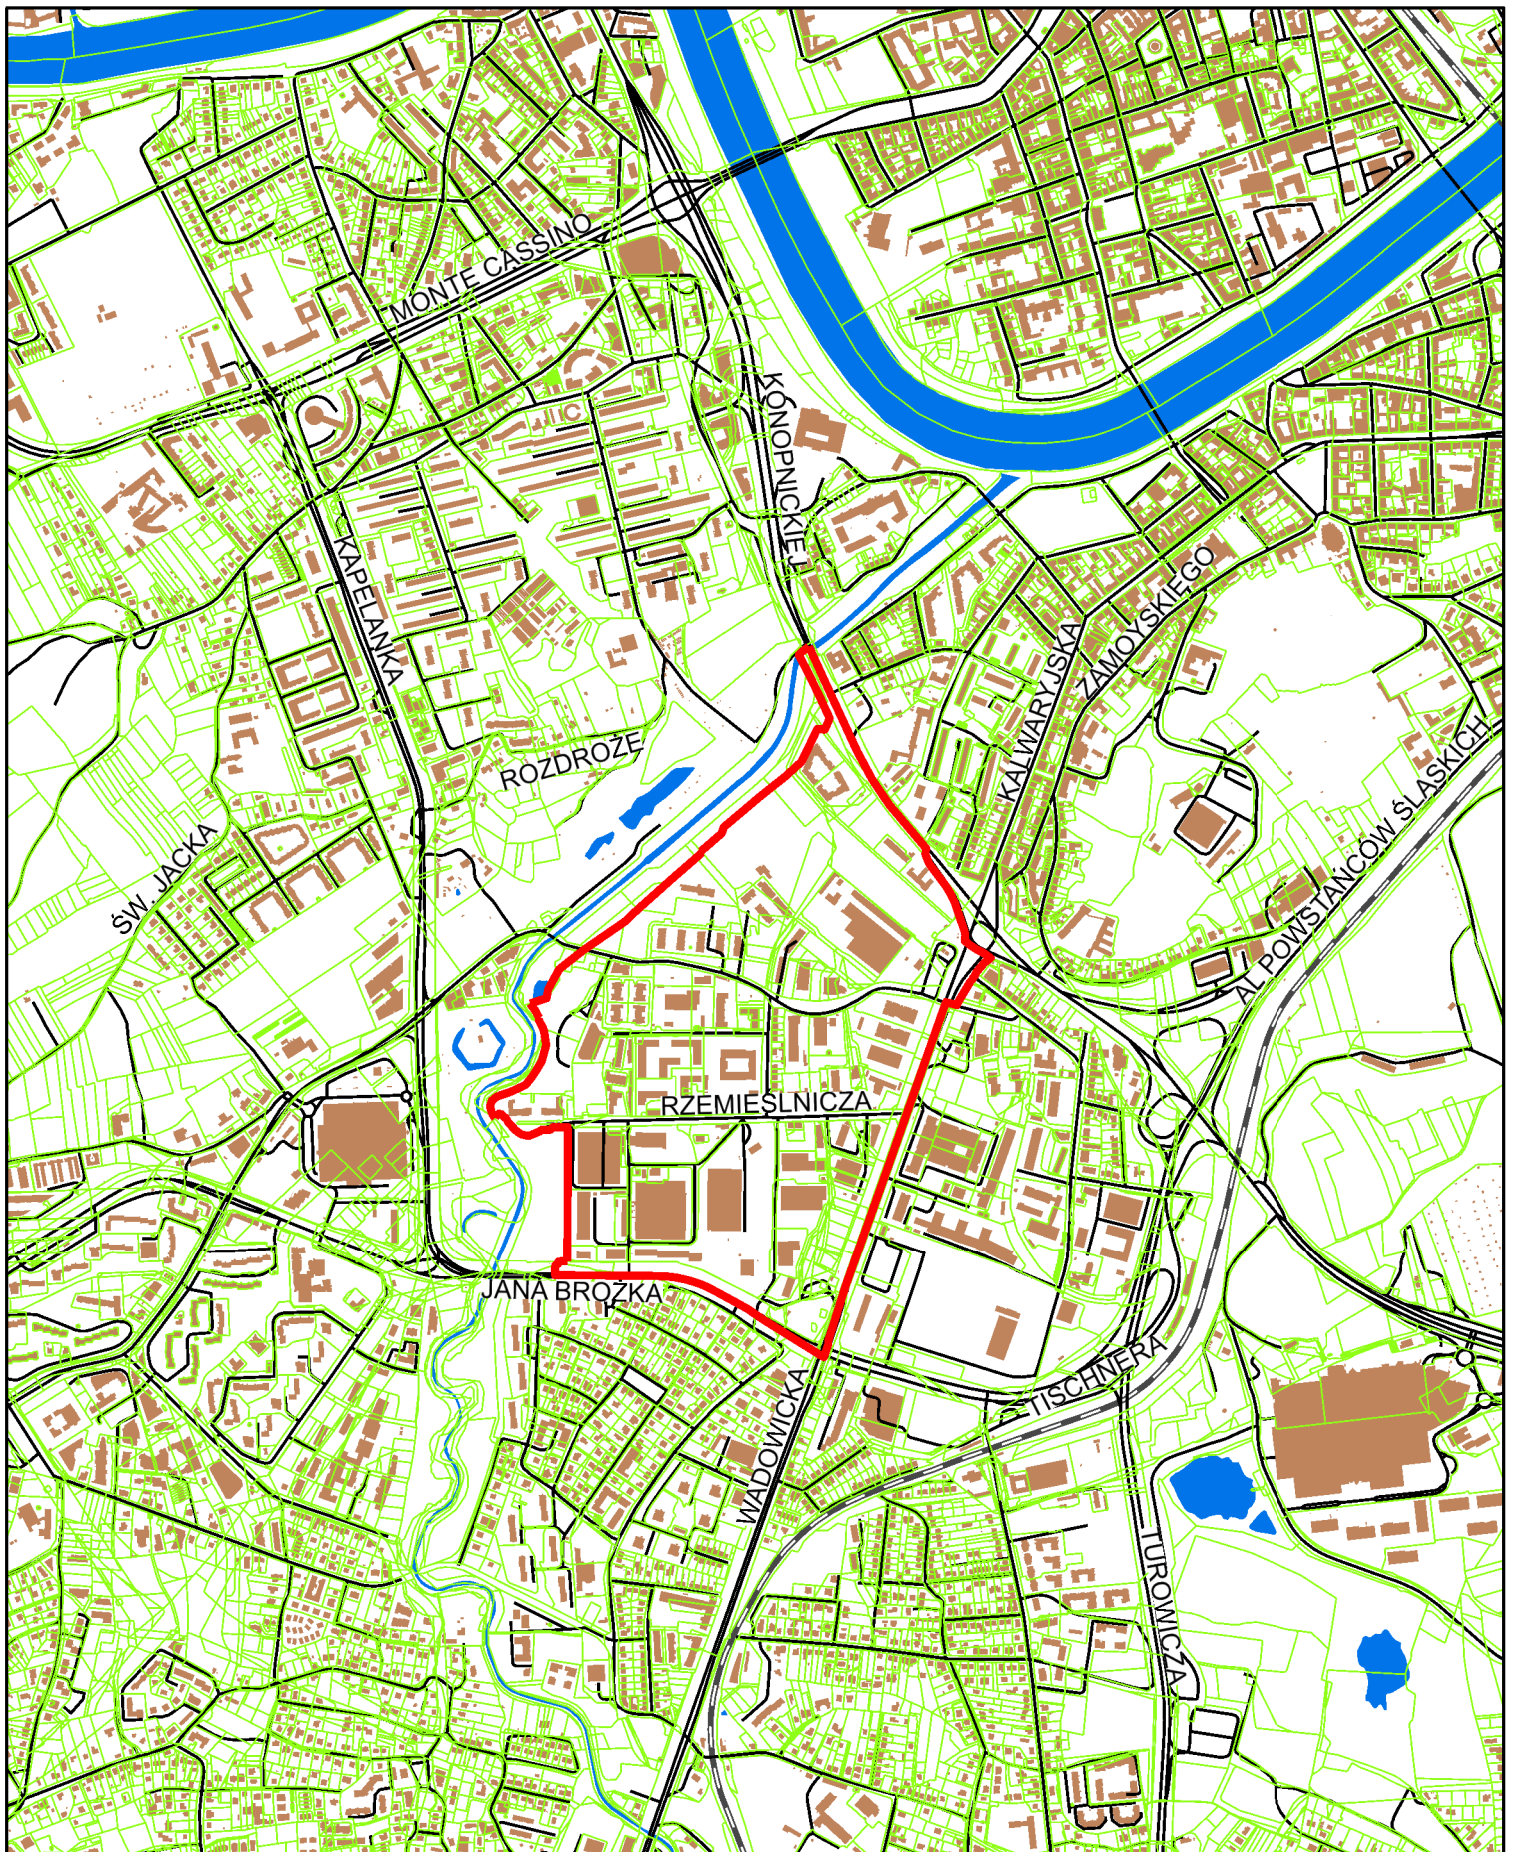 MONTE CASSINO
KONOPNICKIEJ
KAPELANKA
ZAMOYSKIEGO
KALWARYJSKA
ROZDROŻE
AL. POWSTAŃCÓW ŚLĄSKICH
ŚW. JACKA
RZEMIEŚLNICZA
JANA BROŻKA
TISCHNERA
WADOWICKA
TUROWICZA